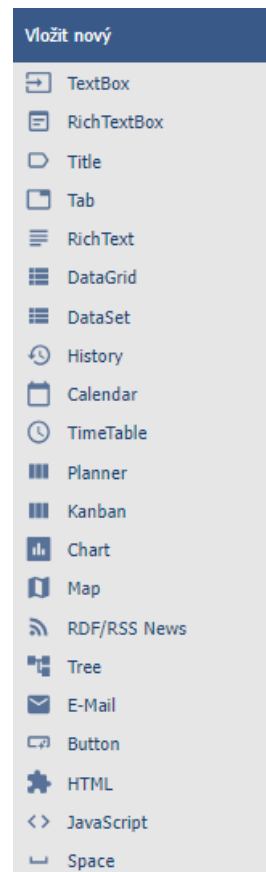 Vložit nový
TextBox
RichTextBox
Title
Tab
RichText
DataGrid
DataSet
History
Calendar
TimeTable
Planner
Kanban
Chart
Map
RDF/RSS News
Tree
E-Mail
Button
HTML
JavaScript
Space